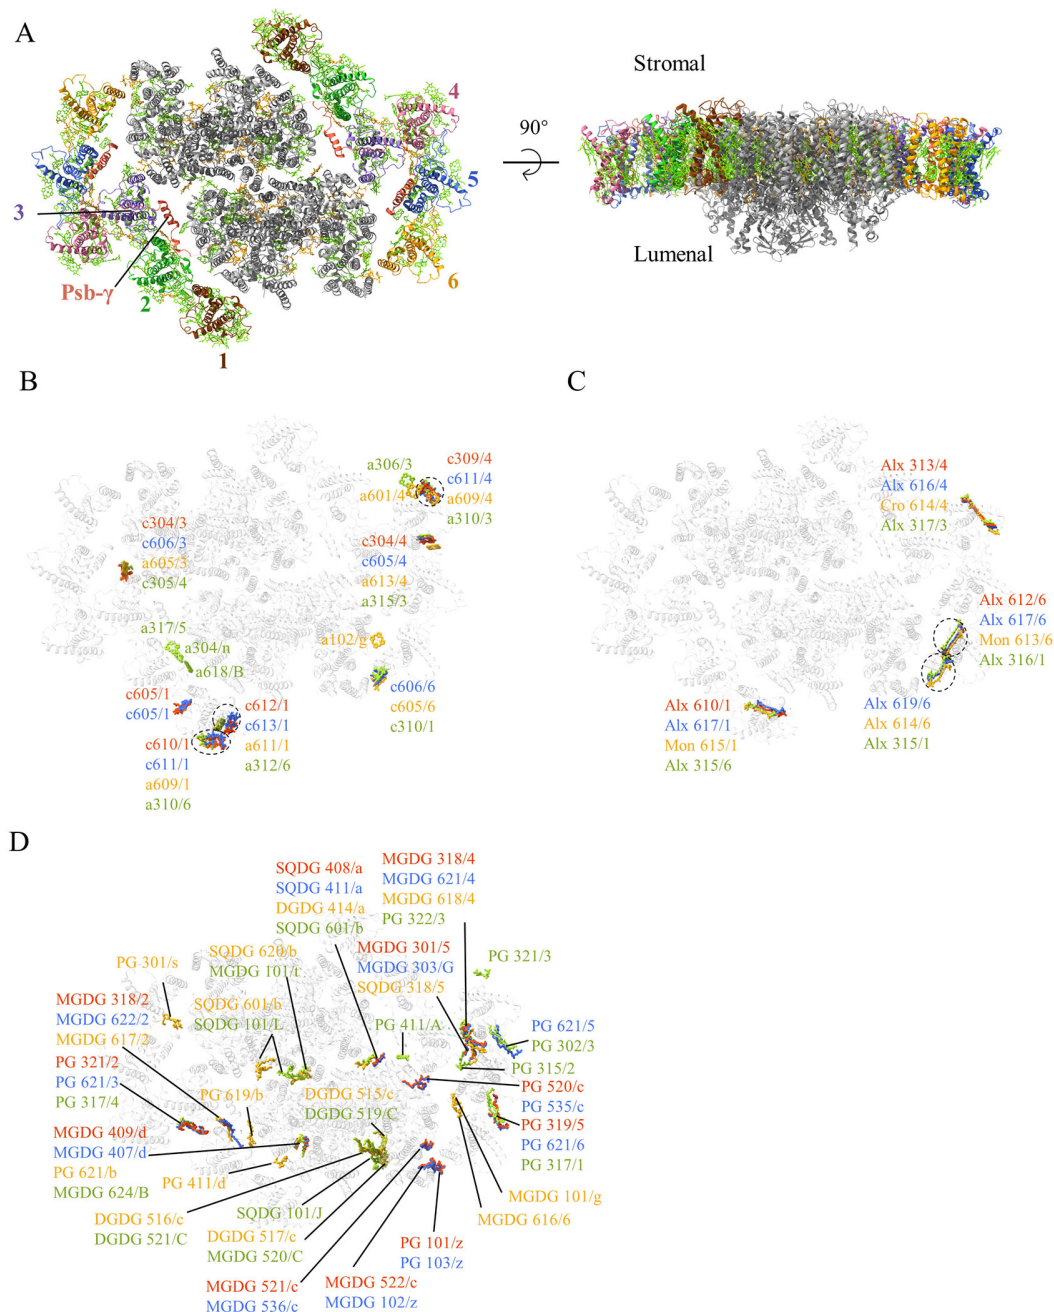 A
Stromal
90°
Lumenal
4
5
3
Psb-γ
2
6
1
B
a306/3
c309/4
c611/4
a601/4
a609/4
a310/3
c304/3
c606/3
a605/3
c305/4
c304/4
c605/4
a613/4
a315/3
a317/5
a304/n
a618/B
a102/g
c605/1
c605/1
c612/1
c613/1
a611/1
a312/6
c606/6
c605/6
c310/1
c610/1
c611/1
a609/1
a310/6
C
Alx 313/4
Alx 616/4
Cro 614/4
Alx 317/3
Alx 612/6
Alx 617/6
Mon 613/6
Alx 316/1
Alx 610/1
Alx 617/1
Mon 615/1
Alx 315/6
Alx 619/6
Alx 614/6
Alx 315/1
D
SQDG 408/a
SQDG 411/a
DGDG 414/a
SQDG 601/b
MGDG 318/4
MGDG 621/4
MGDG 618/4
PG 322/3
SQDG 620/b
MGDG 101/t
MGDG 301/5
MGDG 303/G
SQDG 318/5
PG 321/3
PG 301/s
MGDG 318/2
MGDG 622/2
MGDG 617/2
SQDG 601/b
SQDG 101/L
PG 411/A
PG 621/5
PG 302/3
PG 315/2
PG 321/2
PG 621/3
PG 317/4
PG 619/b
DGDG 515/c
DGDG 519/C
PG 520/c
PG 535/c
PG 319/5
PG 621/6
PG 317/1
MGDG 409/d
MGDG 407/d
PG 621/b
MGDG 624/B
PG 411/d
MGDG 101/g
MGDG 616/6
DGDG 516/c
DGDG 521/C
SQDG 101/J
DGDG 517/c
MGDG 520/C
PG 101/z
PG 103/z
MGDG 521/c
MGDG 536/c
MGDG 522/c
MGDG 102/z